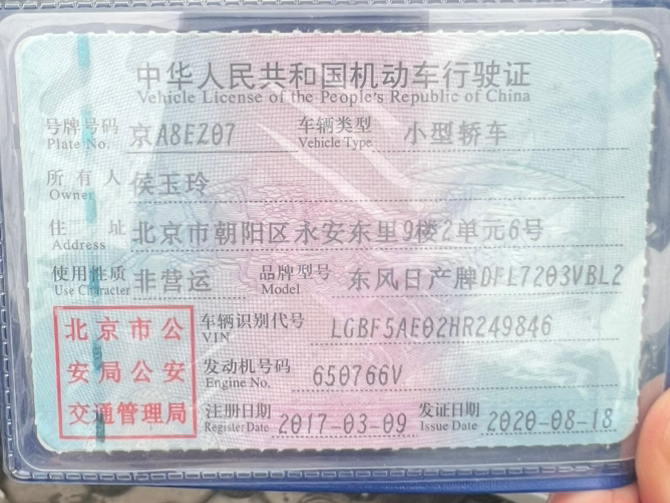 中华人民共和国机动车行驶证
Vehicle License of the People's Republic of China
号牌号码 京A8EZ07 车辆类型 小型轿车
Plate No. Vehicle Type
所有人 侯玉玲
Owner
住址 北京市朝阳区永安东里9楼2单元6号
Address
使用性质 非营运 品牌型号 东风日产牌DFL7203VBL2
Use Character Model
北京市公 车辆识别代号 LGBF5AE02HR249846
VIN
安局公安 发动机号码 650766V
Engine No.
交通管理局 注册日期 2017-03-09 发证日期 2020-08-18
Register Date Issue Date